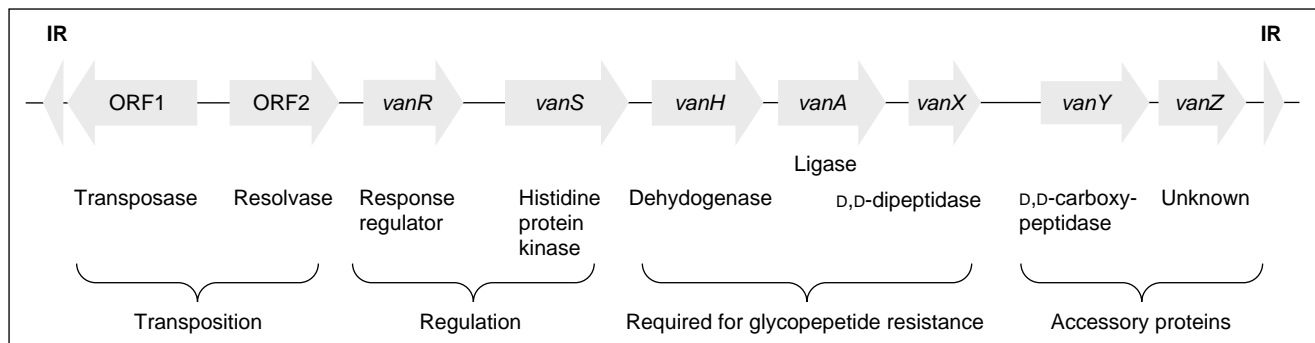 IR IR
ORF1 ORF2 vanR vanS vanH vanA vanX vanY vanZ
Ligase
Transposase Resolvase Response regulator Histidine protein kinase Dehydogenase D,D-dipeptidase D,D-carboxy-peptidase Unknown
Transposition Regulation Required for glycopepetide resistance Accessory proteins